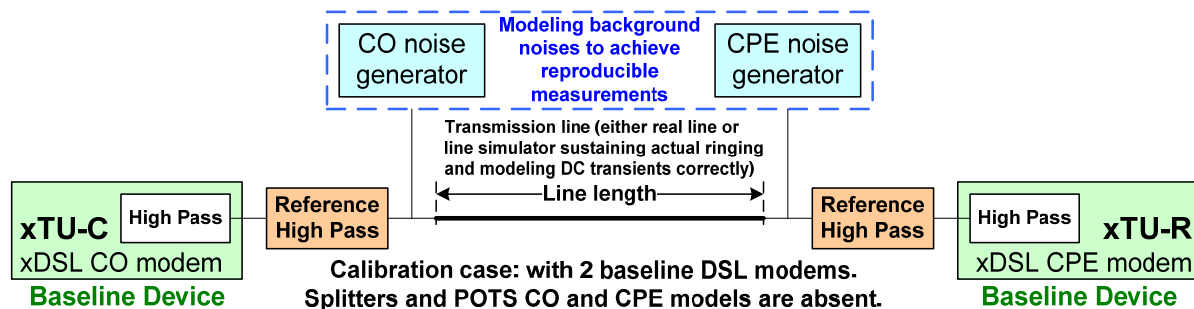 CO noise
generator
Modeling background
noises to achieve
reproducible
measurements
CPE noise
generator
Transmission line (either real line or
line simulator sustaining actual ringing
and modeling DC transients correctly)
Line length
xTU-C
High Pass
xDSL CO modem
Baseline Device
Reference
High Pass
Reference
High Pass
High Pass
xTU-R
xDSL CPE modem
Baseline Device
Calibration case: with 2 baseline DSL modems.
Splitters and POTS CO and CPE models are absent.